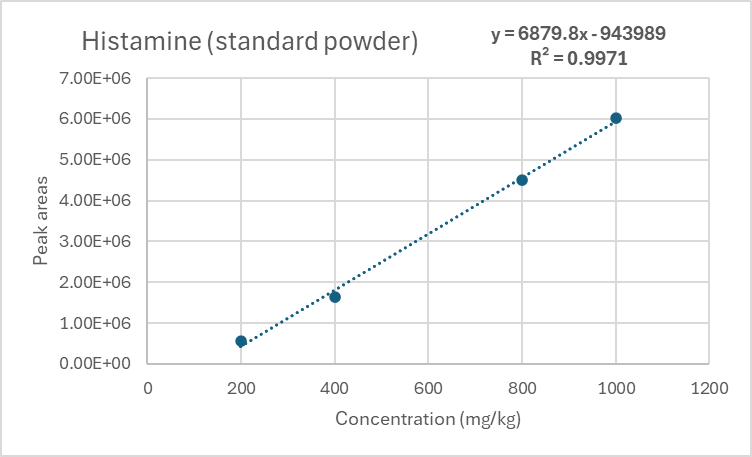 Histamine (standard powder)
y = 6879.8x - 943989
R² = 0.9971
7.00E+06
6.00E+06
5.00E+06
4.00E+06
3.00E+06
2.00E+06
1.00E+06
0.00E+00
Peak areas
0 200 400 600 800 1000 1200
Concentration (mg/kg)